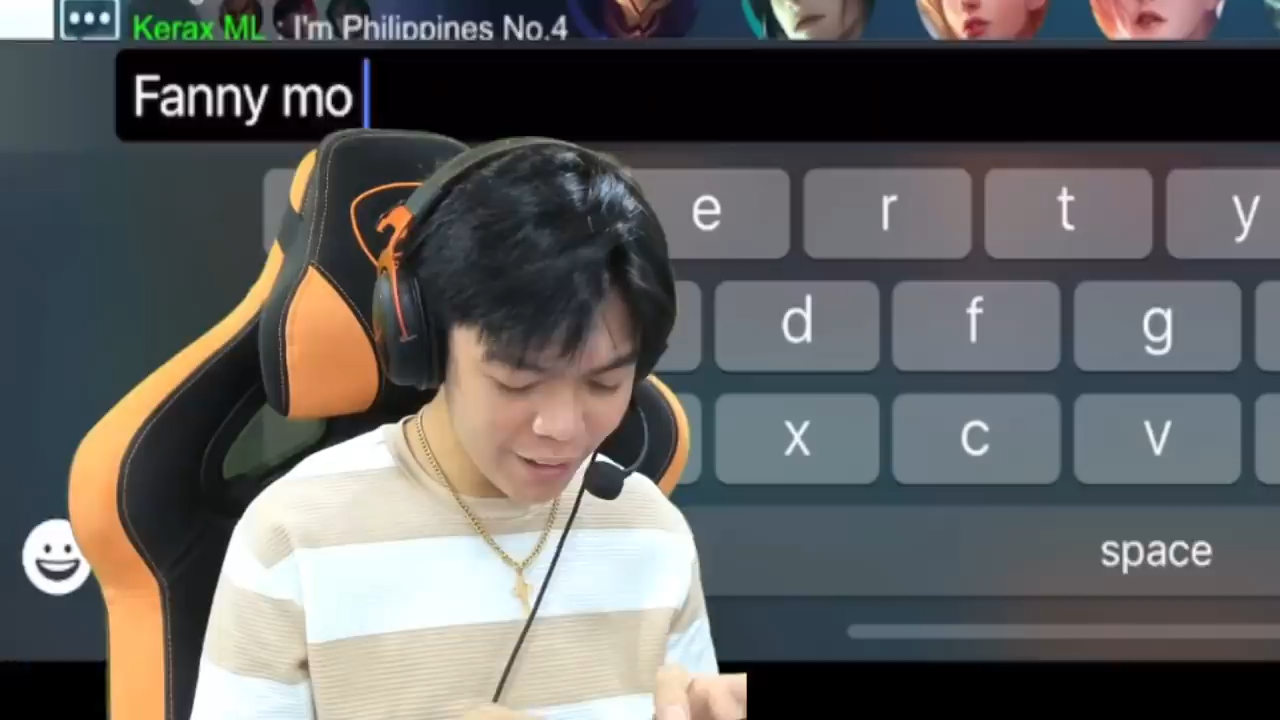 Kerax ML : I'm Philippines No.4
Fanny mo
e r t y
d f g
x c v
space